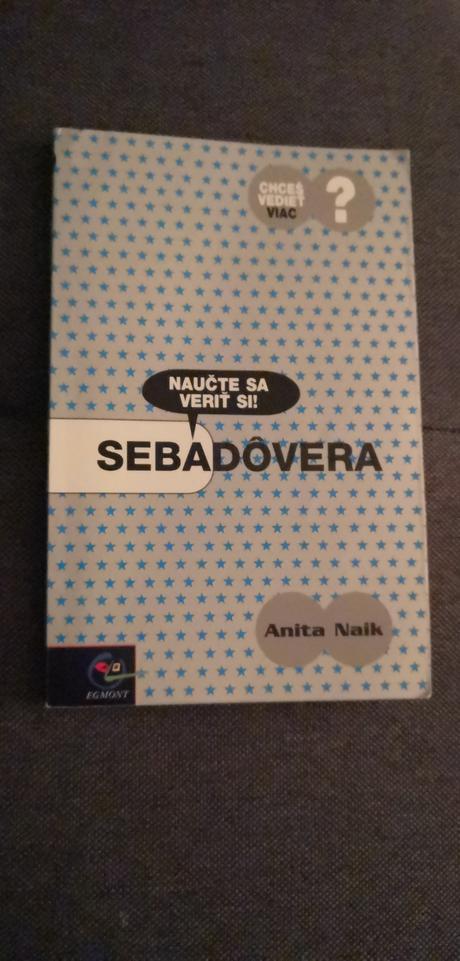 CHCEŠ
VEDIEŤ
VIAC
?
NAUČTE SA
VERIŤ SI!
SEBADÔVERA
Anita Naik
EGMONT